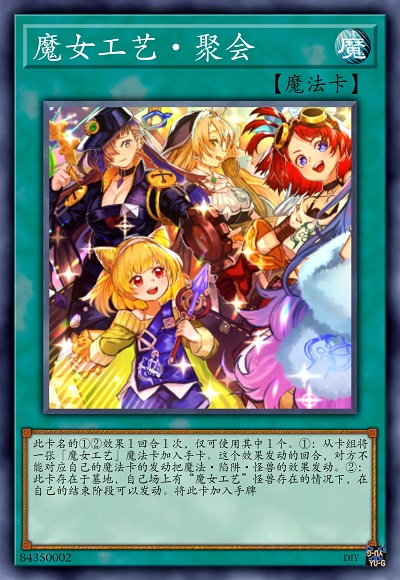 魔女工艺·聚会
魔
【魔法卡】
此卡名的①②效果1回合1次，仅可使用其中1个。①：从卡组将
一张「魔女工艺」魔法卡加入手卡。这个效果发动的回合，对方不
能对应自己的魔法卡的发动把魔法·陷阱·怪兽的效果发动。②：
此卡存在于墓地，自己场上有“魔女工艺”怪兽存在的情况下，在
自己的结束阶段可以发动。将此卡加入手牌
84350002
DIY